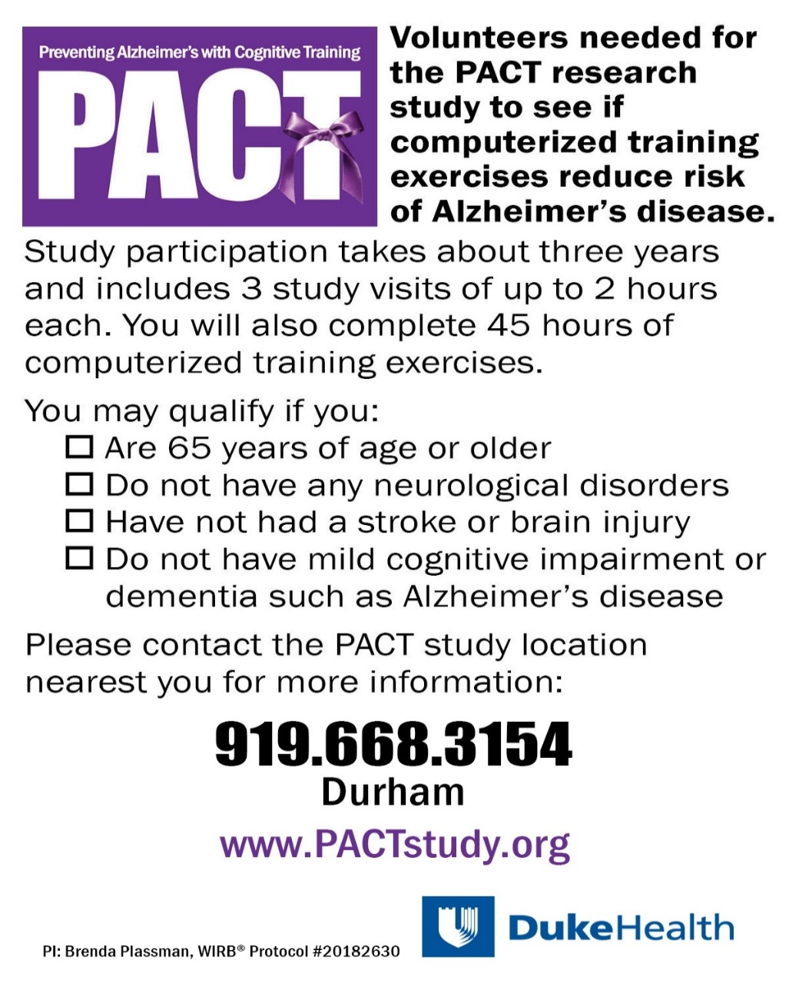 Preventing Alzheimer's with Cognitive Training
PACT
Volunteers needed for
the PACT research
study to see if
computerized training
exercises reduce risk
of Alzheimer's disease.
Study participation takes about three years
and includes 3 study visits of up to 2 hours
each. You will also complete 45 hours of
computerized training exercises.
You may qualify if you:
Are 65 years of age or older
Do not have any neurological disorders
Have not had a stroke or brain injury
Do not have mild cognitive impairment or
dementia such as Alzheimer's disease
Please contact the PACT study location
nearest you for more information:
919.668.3154
Durham
www.PACTstudy.org
PI: Brenda Plassman, WIRB® Protocol #20182630
DukeHealth